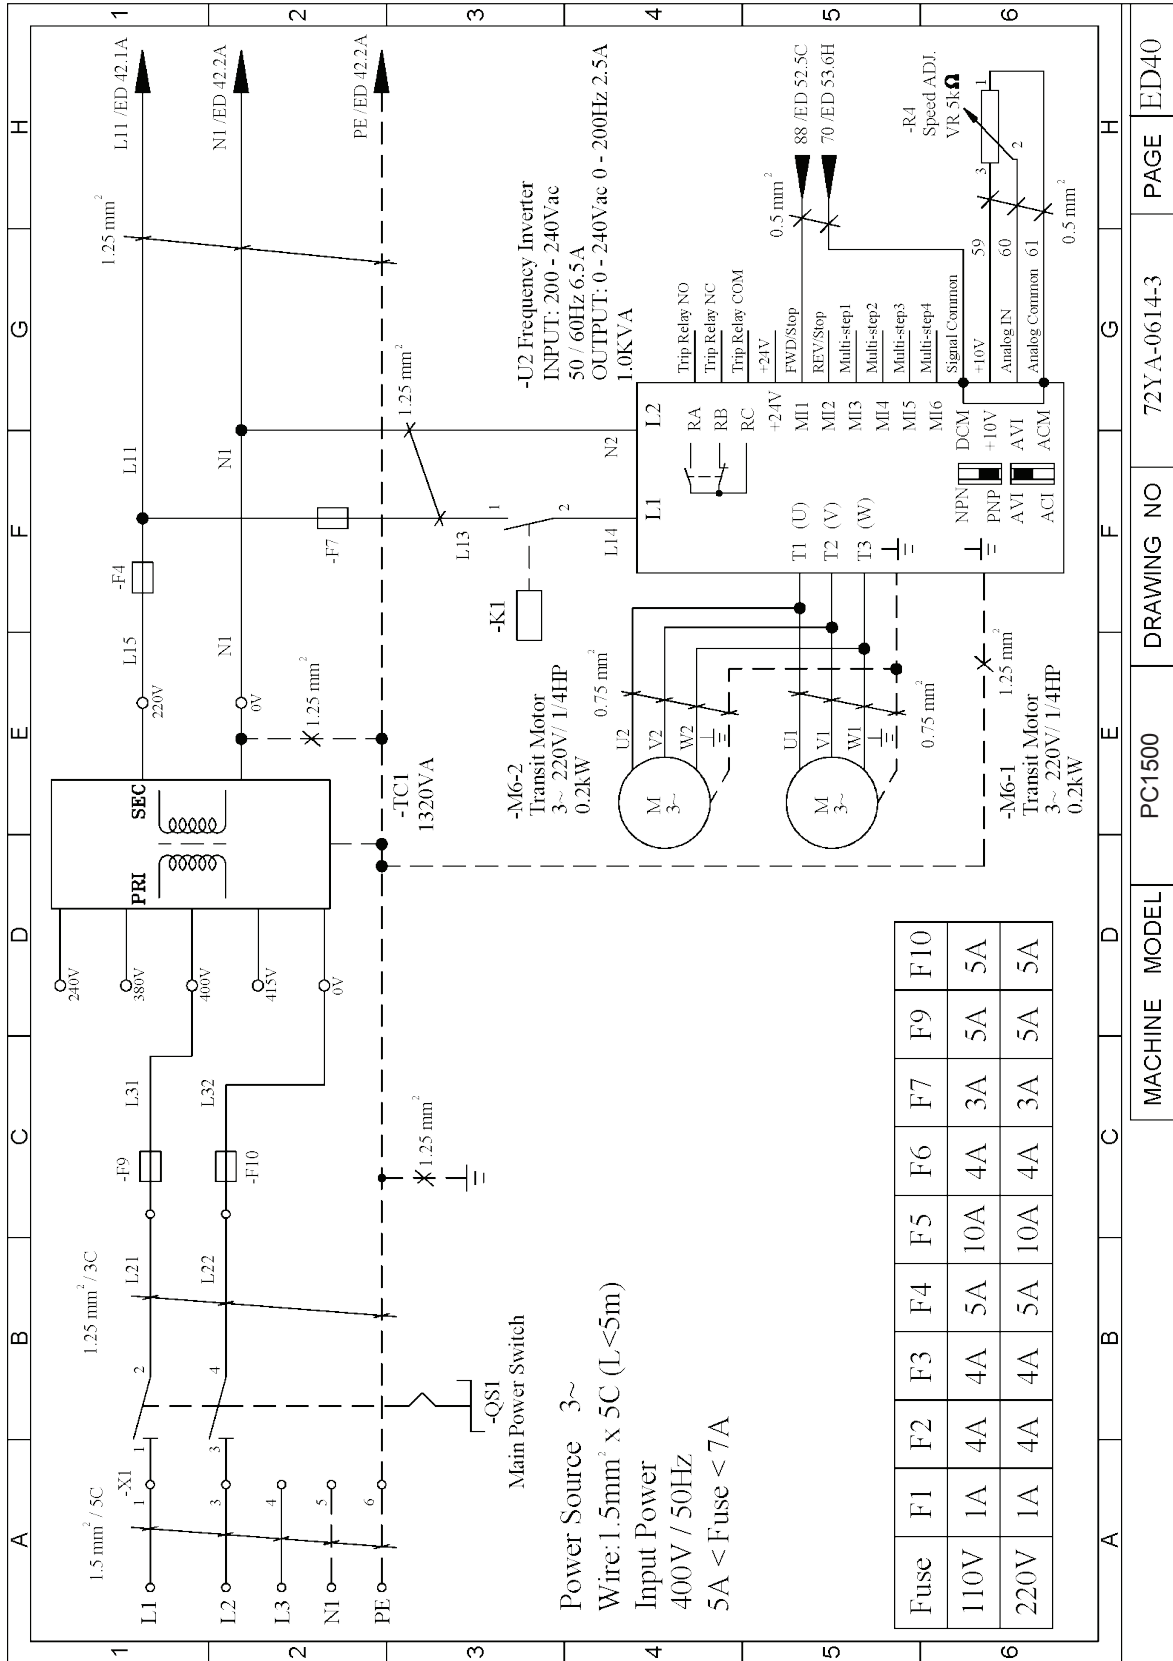 A B C D E F G H
1
2
3
4
5
6
1.5 mm² / 5C
L1
L2
L3
N1
PE
-X1
1
3
4
5
6
1 2
3 4
-QS1
Main Power Switch
1.25 mm² / 3C
L21
L22
-F9
-F10
L31
L32
1.25 mm²
240V
380V
400V
415V
0V
PRI SEC
-TC1
1320VA
220V
0V
1.25 mm²
L15
N1
-F4
L11
N1
-F7
L13
1.25 mm²
1.25 mm²
L11 /ED 42.1A
N1 /ED 42.2A
PE /ED 42.2A
-K1
1
2
L14
N2
-U2 Frequency Inverter
INPUT: 200 - 240Vac
50 / 60Hz 6.5A
OUTPUT: 0 - 240Vac 0 - 200Hz 2.5A
1.0KVA
L1 L2
RA Trip Relay NO
RB Trip Relay NC
RC Trip Relay COM
+24V +24V
MI1 FWD/Stop
MI2 REV/Stop
MI3 Multi-step1
MI4 Multi-step2
MI5 Multi-step3
MI6 Multi-step4
DCM Signal Common
+10V +10V
AVI Analog IN
ACM Analog Common
NPN
PNP
AVI
ACI
T1 (U)
T2 (V)
T3 (W)
0.5 mm²
88 /ED 52.5C
70 /ED 53.6H
59
60
61
0.5 mm²
-R4
Speed ADJ.
VR 5kΩ
1
2
3
-M6-2
Transit Motor
3~ 220V/ 1/4HP
0.2kW
0.75 mm²
U2
V2
W2
M
3~
U1
V1
W1
M
3~
0.75 mm²
-M6-1
Transit Motor
3~ 220V/ 1/4HP
0.2kW
1.25 mm²
Power Source 3~
Wire:1.5mm² x 5C (L<5m)
Input Power
400V / 50Hz
5A < Fuse < 7A
Fuse F1 F2 F3 F4 F5 F6 F7 F9 F10
110V 1A 4A 4A 5A 10A 4A 3A 5A 5A
220V 1A 4A 4A 5A 10A 4A 3A 5A 5A
1
2
3
4
5
6
A B C D E F G H
MACHINE MODEL PC1500 DRAWING NO 72YA-0614-3 PAGE ED40